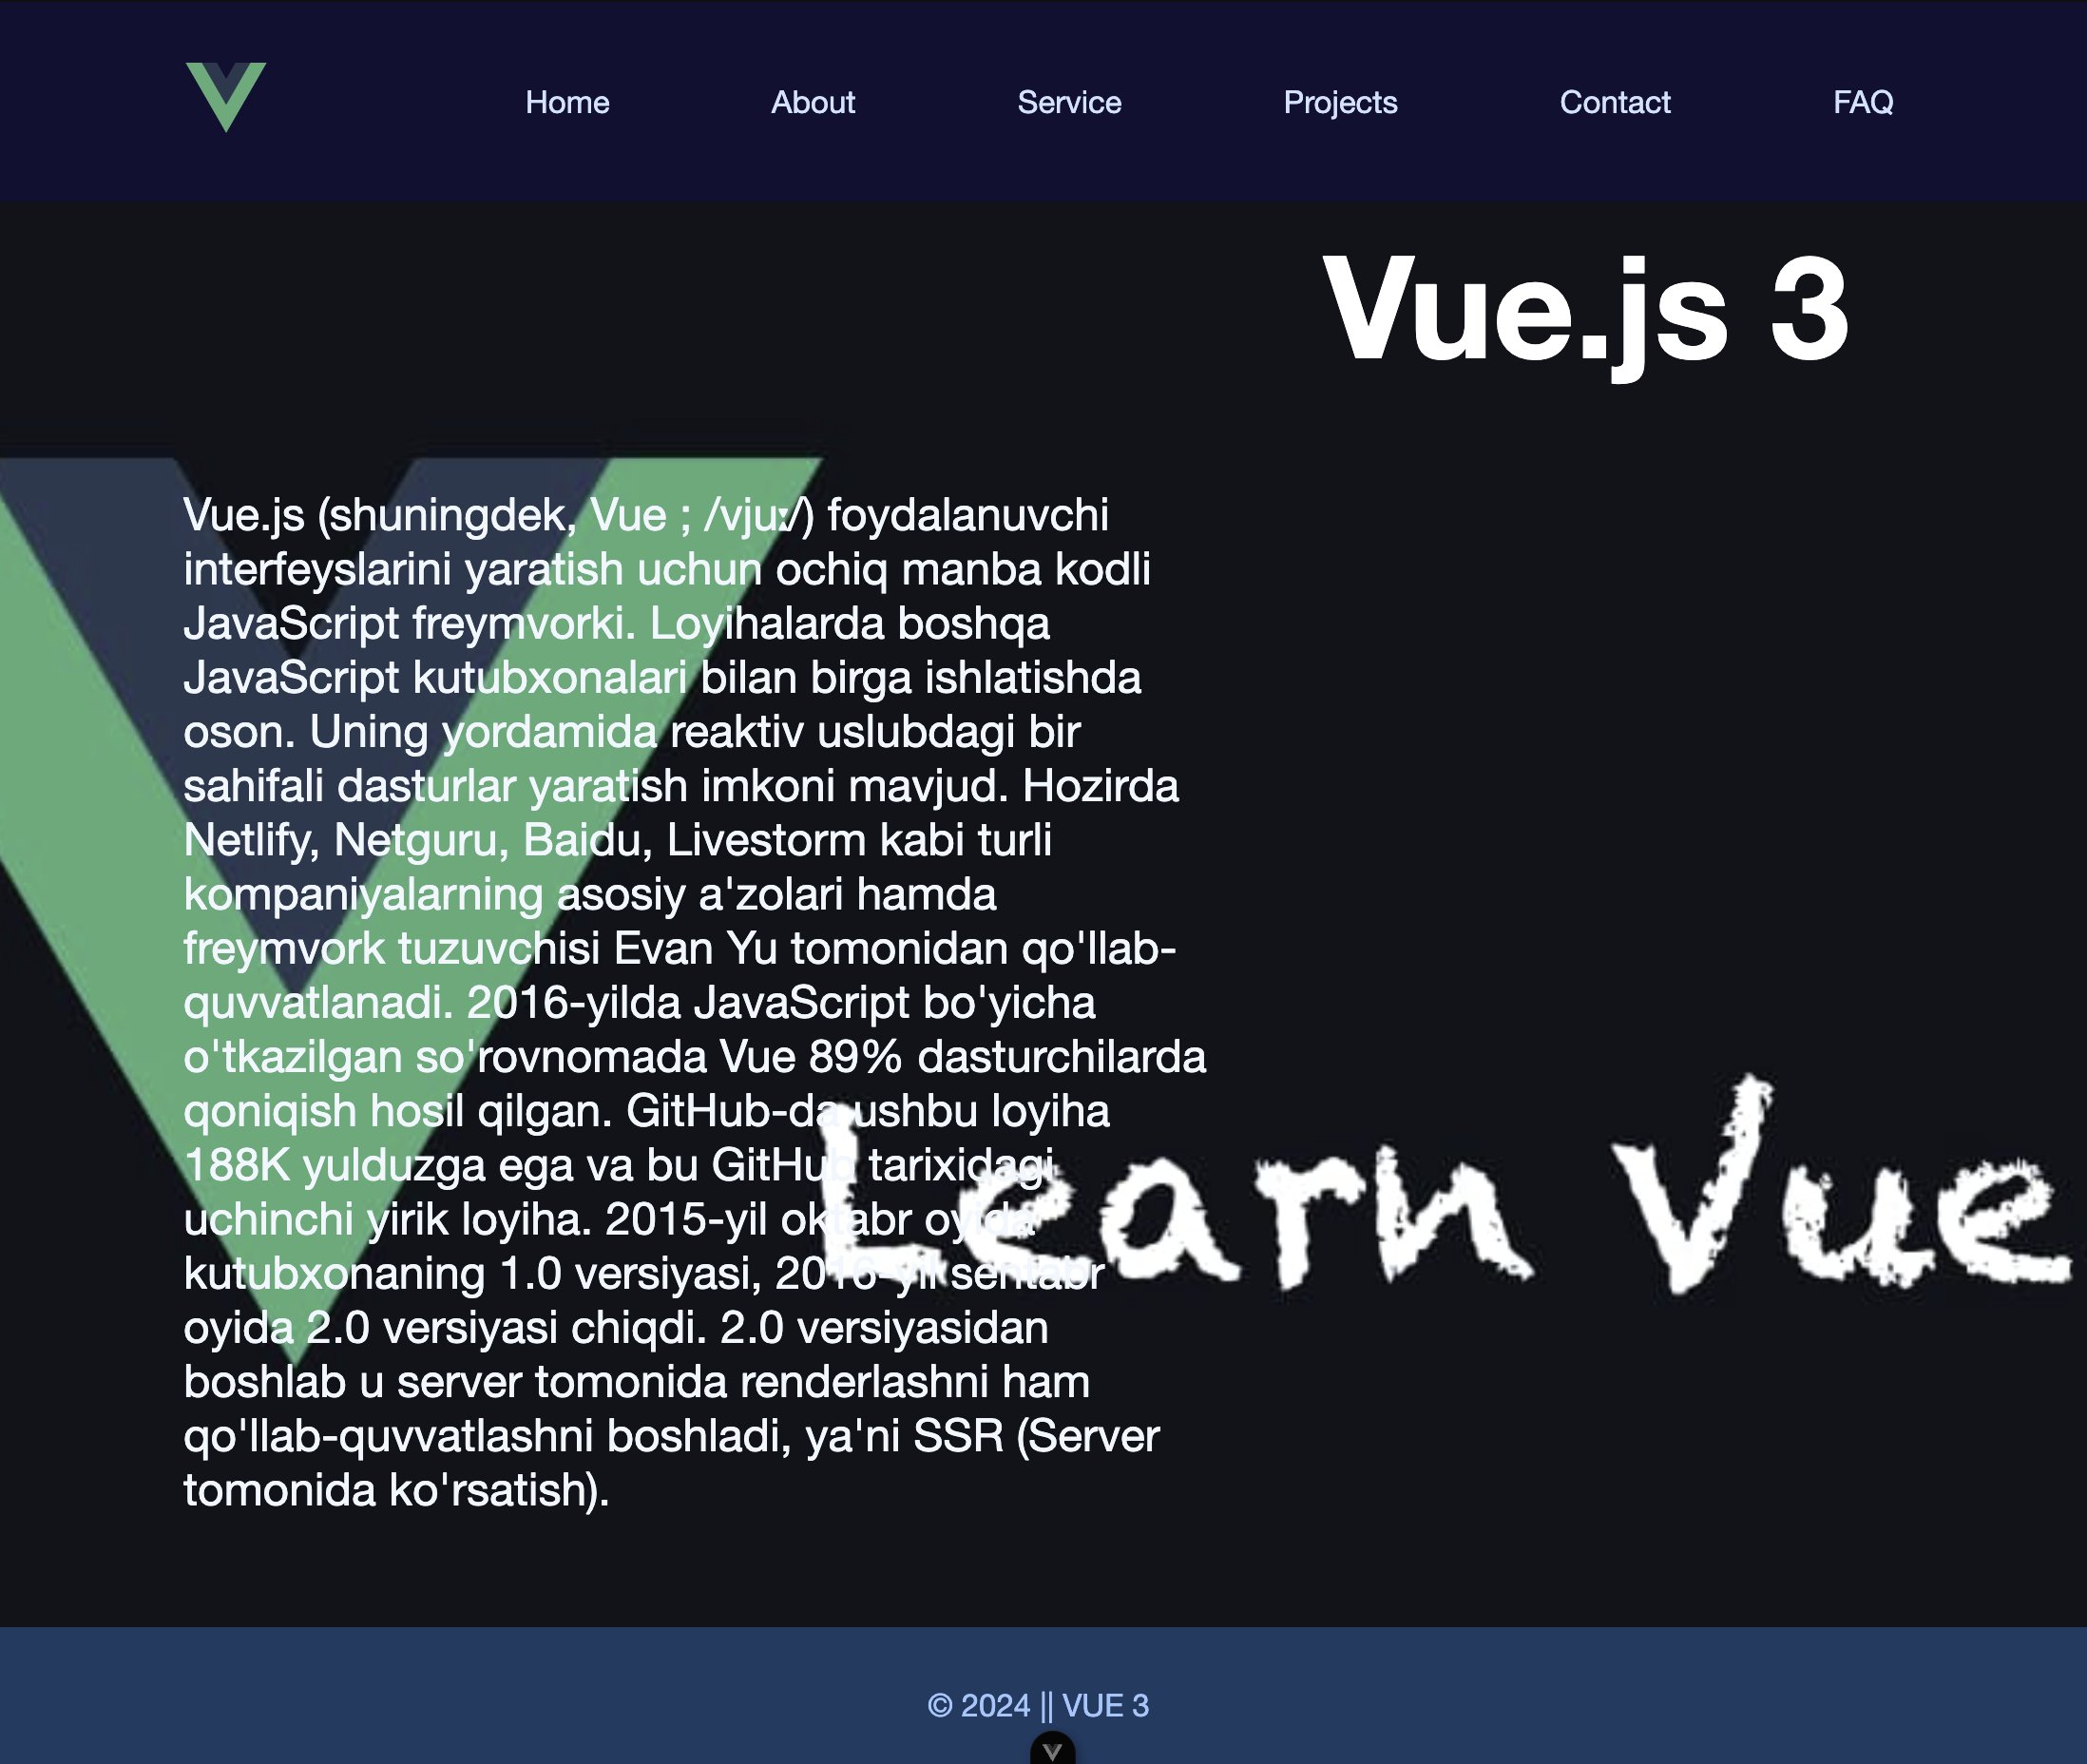 Home About Service Projects Contact FAQ
Vue.js 3
Vue.js (shuningdek, Vue ; /vjuː/) foydalanuvchi
interfeyslarini yaratish uchun ochiq manba kodli
JavaScript freymvorki. Loyihalarda boshqa
JavaScript kutubxonalari bilan birga ishlatishda
oson. Uning yordamida reaktiv uslubdagi bir
sahifali dasturlar yaratish imkoni mavjud. Hozirda
Netlify, Netguru, Baidu, Livestorm kabi turli
kompaniyalarning asosiy a'zolari hamda
freymvork tuzuvchisi Evan Yu tomonidan qo'llab-
quvvatlanadi. 2016-yilda JavaScript bo'yicha
o'tkazilgan so'rovnomada Vue 89% dasturchilarda
qoniqish hosil qilgan. GitHub-da ushbu loyiha
188K yulduzga ega va bu GitHub tarixidagi
uchinchi yirik loyiha. 2015-yil oktabr oyida
kutubxonaning 1.0 versiyasi, 2016-yil sentabr
oyida 2.0 versiyasi chiqdi. 2.0 versiyasidan
boshlab u server tomonida renderlashni ham
qo'llab-quvvatlashni boshladi, ya'ni SSR (Server
tomonida ko'rsatish).
Learn Vue
© 2024 || VUE 3